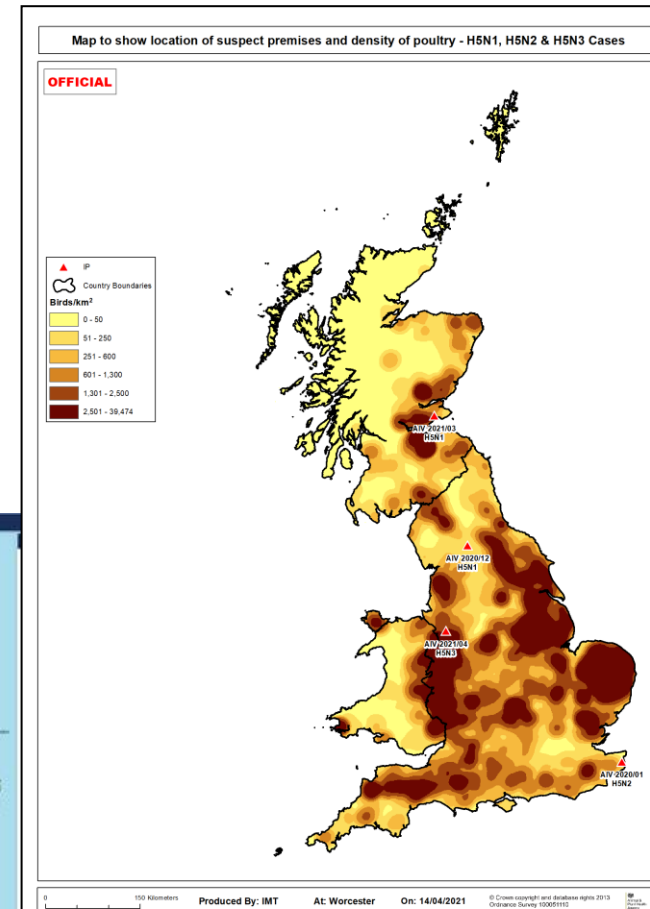 Map to show location of suspect premises and density of poultry - H5N1, H5N2 & H5N3 Cases
OFFICIAL
IP
Country Boundaries
Birds/km²
0 - 50
51 - 250
251 - 600
601 - 1,300
1,301 - 2,500
2,501 - 39,474
AIV 2021/03
H5N1
AIV 2020/12
H5N1
AIV 2021/04
H5N3
AIV 2020/01
H5N2
0 150 Kilometers
Produced By: IMT At: Worcester On: 14/04/2021
© Crown copyright and database rights 2013
Ordnance Survey 100051110